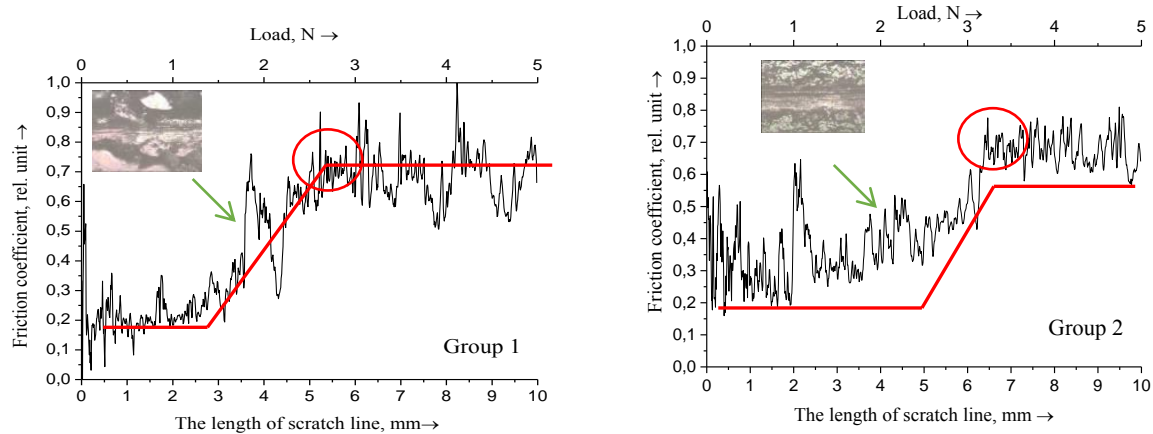 Load, N →
0 1 2 3 4 5
1,0
0,9
0,8
0,7
0,6
0,5
0,4
0,3
0,2
0,1
0,0
Friction coefficient, rel. unit →
Group 1
0 1 2 3 4 5 6 7 8 9 10
The length of scratch line, mm→
Load, N →
0 1 2 3 4 5
1,0
0,9
0,8
0,7
0,6
0,5
0,4
0,3
0,2
0,1
0,0
Friction coefficient, rel. unit →
Group 2
0 1 2 3 4 5 6 7 8 9 10
The length of scratch line, mm→